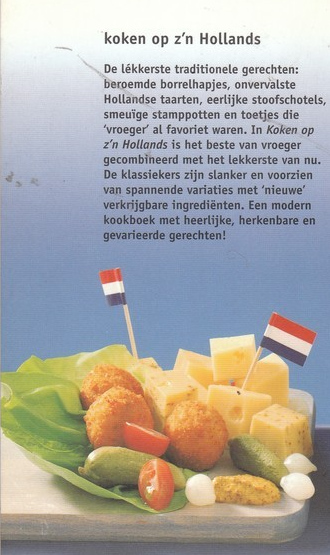 koken op z’n Hollands
De lékkerste traditionele gerechten:
beroemde borrelhapjes, onvervalste
Hollandse taarten, eerlijke stoofschotels,
smeuïge stamppotten en toetjes die
‘vroeger’ al favoriet waren. In Koken op
z’n Hollands is het beste van vroeger
gecombineerd met het lekkerste van nu.
De klassiekers zijn slanker en voorzien
van spannende variaties met ‘nieuwe’
verkrijgbare ingrediënten. Een modern
kookboek met heerlijke, herkenbare en
gevarieerde gerechten!